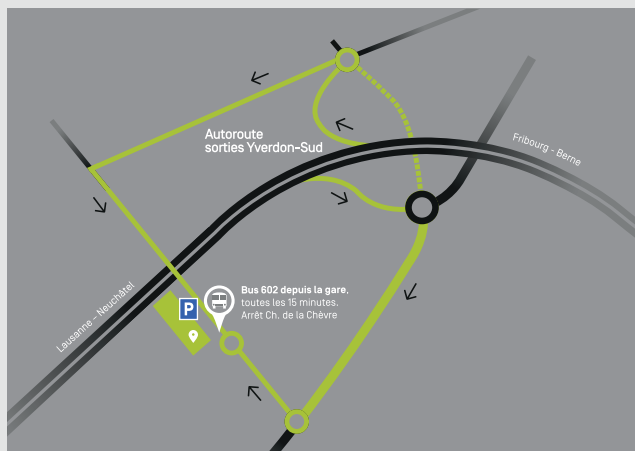 Autoroute
sorties Yverdon-Sud
Fribourg - Berne
Lausanne - Neuchâtel
P
Bus 602 depuis la gare,
toutes les 15 minutes.
Arrêt Ch. de la Chèvre